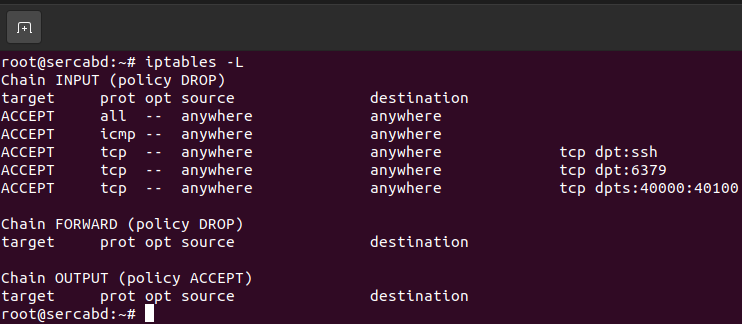 root@sercabd:~# iptables -L
Chain INPUT (policy DROP)
target     prot opt source               destination
ACCEPT     all  --  anywhere             anywhere
ACCEPT     icmp --  anywhere             anywhere
ACCEPT     tcp  --  anywhere             anywhere             tcp dpt:ssh
ACCEPT     tcp  --  anywhere             anywhere             tcp dpt:6379
ACCEPT     tcp  --  anywhere             anywhere             tcp dpts:40000:40100
Chain FORWARD (policy DROP)
target     prot opt source               destination
Chain OUTPUT (policy ACCEPT)
target     prot opt source               destination
root@sercabd:~#